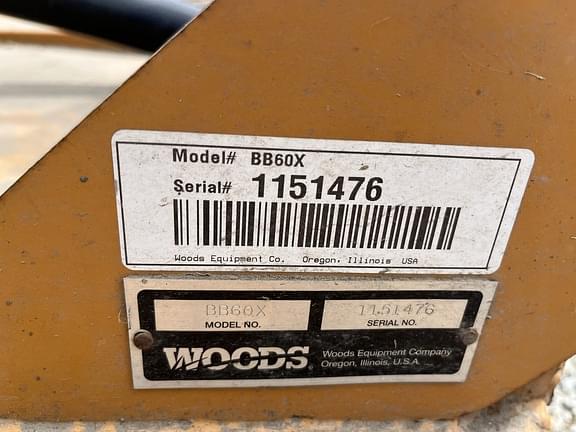 Model# BB60X
Serial# 1151476
Woods Equipment Co. Oregon, Illinois USA
BB60X 1151476
MODEL NO. SERIAL NO.
WOODS Woods Equipment Company
Oregon, Illinois, U.S.A.